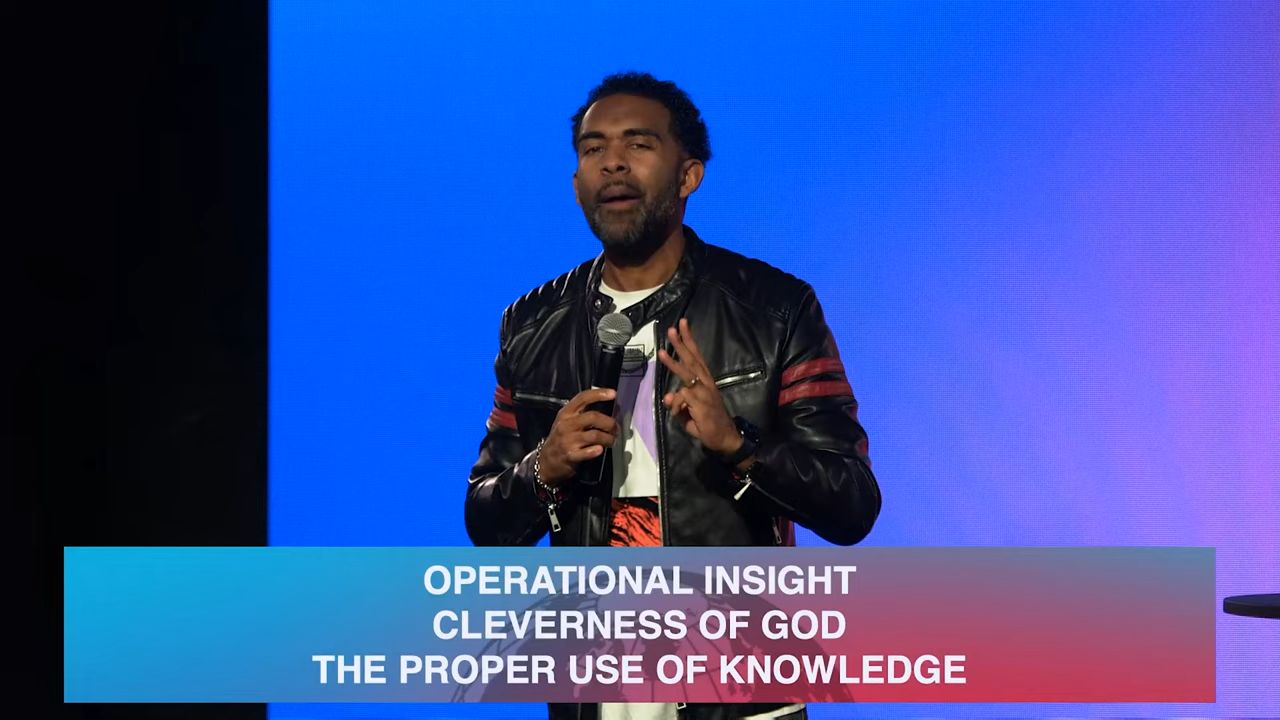 OPERATIONAL INSIGHT
CLEVERNESS OF GOD
THE PROPER USE OF KNOWLEDGE